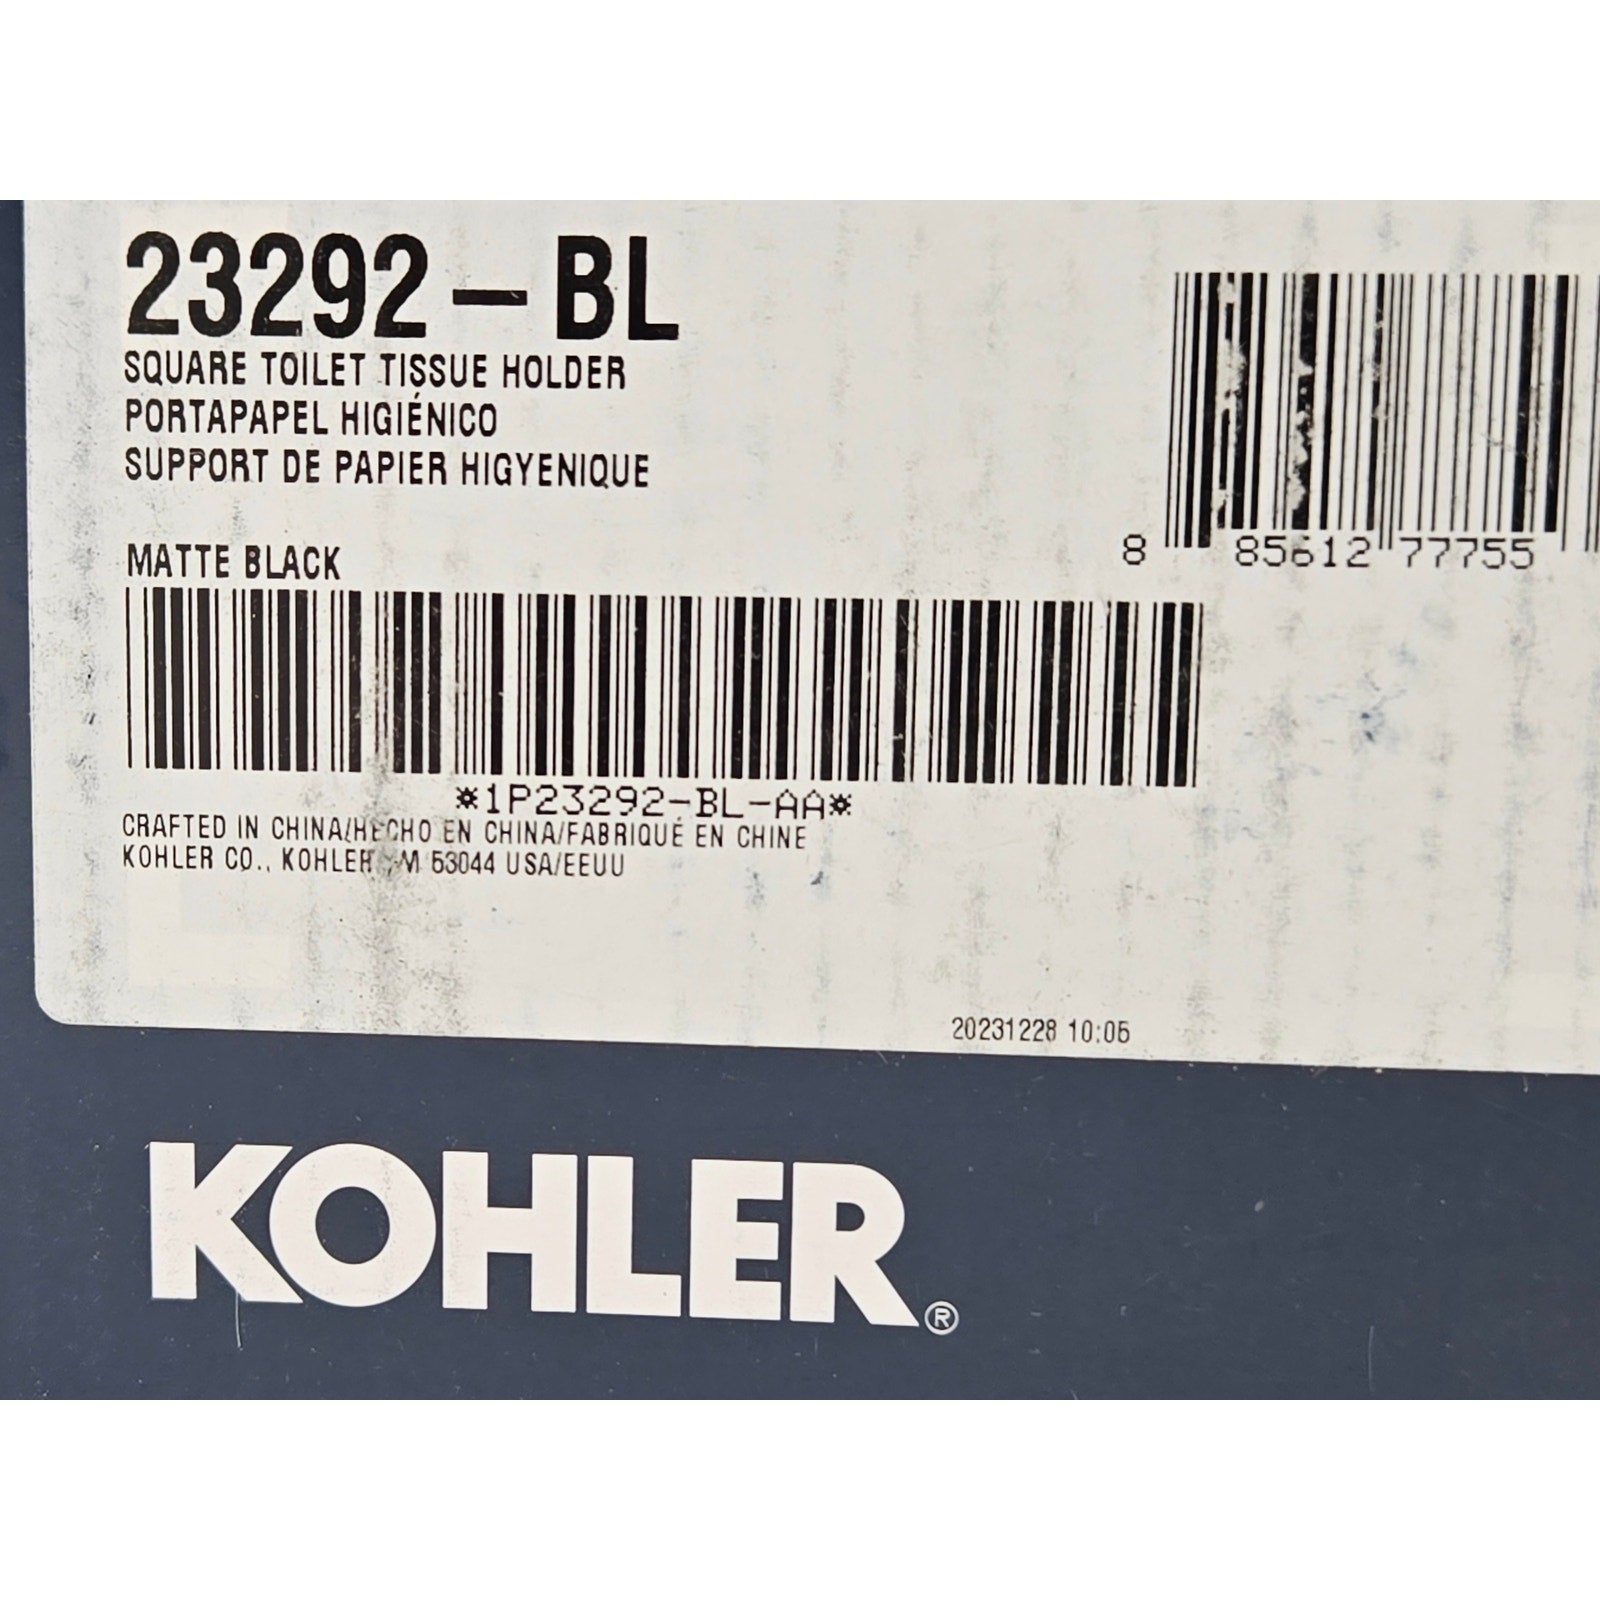 23292-BL
SQUARE TOILET TISSUE HOLDER
PORTAPAPEL HIGIÉNICO
SUPPORT DE PAPIER HIGYENIQUE
8 85612 77755
MATTE BLACK
*1P23292-BL-AA*
CRAFTED IN CHINA/HECHO EN CHINA/FABRIQUÉ EN CHINE
KOHLER CO., KOHLER 53044 USA/EEUU
20231228 10:05
KOHLER®